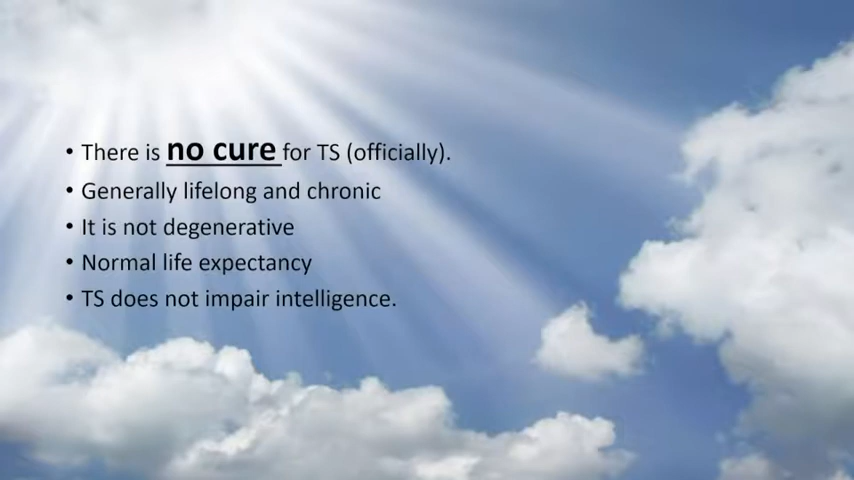 • There is no cure for TS (officially).
• Generally lifelong and chronic
• It is not degenerative
• Normal life expectancy
• TS does not impair intelligence.